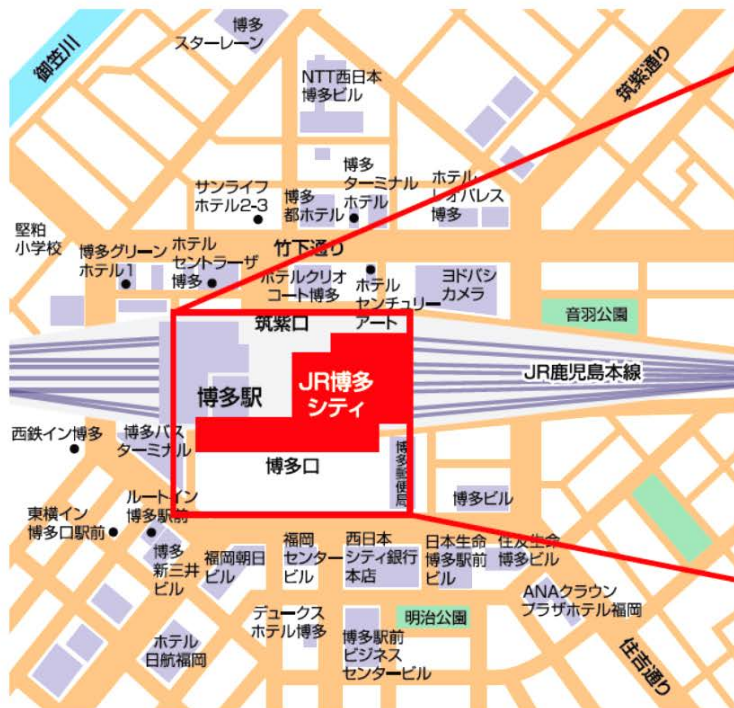 博多
スターレーン
御笠川
NTT西日本
博多ビル
筑紫通り
サンライフ
ホテル2-3
博多
都ホテル
博多
ターミナル
ホテル
ホテル
レオパレス
博多
堅粕
小学校
博多グリーン
ホテル1
ホテル
セントラーザ
博多
竹下通り
ホテルクリオ
コート博多
ホテル
センチュリー
アート
ヨドバシ
カメラ
音羽公園
筑紫口
博多駅
JR博多
シティ
JR鹿児島本線
西鉄イン博多
博多バス
ターミナル
博多口
博多郵便局
博多ビル
東横イン
博多口駅前
ルートイン
博多駅前
博多
新三井
ビル
福岡朝日
ビル
福岡
センター
ビル
西日本
シティ銀行
本店
日本生命
博多駅前
ビル
住友生命
博多ビル
ANAクラウン
プラザホテル福岡
デュークス
ホテル博多
明治公園
ホテル
日航福岡
博多駅前
ビジネス
センタービル
住吉通り